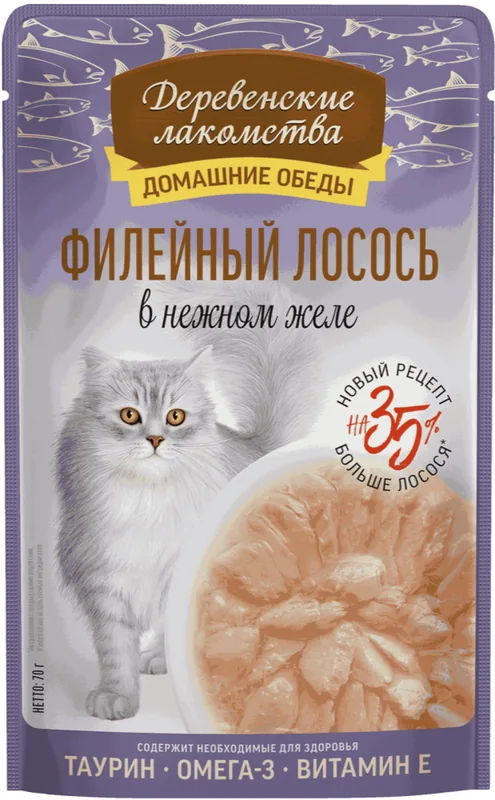 Деревенские
лакомства
ДОМАШНИЕ ОБЕДЫ
ФИЛЕЙНЫЙ ЛОСОСЬ
в нежном желе
НОВЫЙ РЕЦЕПТ
НА 35%
БОЛЬШЕ ЛОСОСЯ*
НЕТТО: 70 г
СОДЕРЖИТ НЕОБХОДИМЫЕ ДЛЯ ЗДОРОВЬЯ
ТАУРИН · ОМЕГА-3 · ВИТАМИН Е